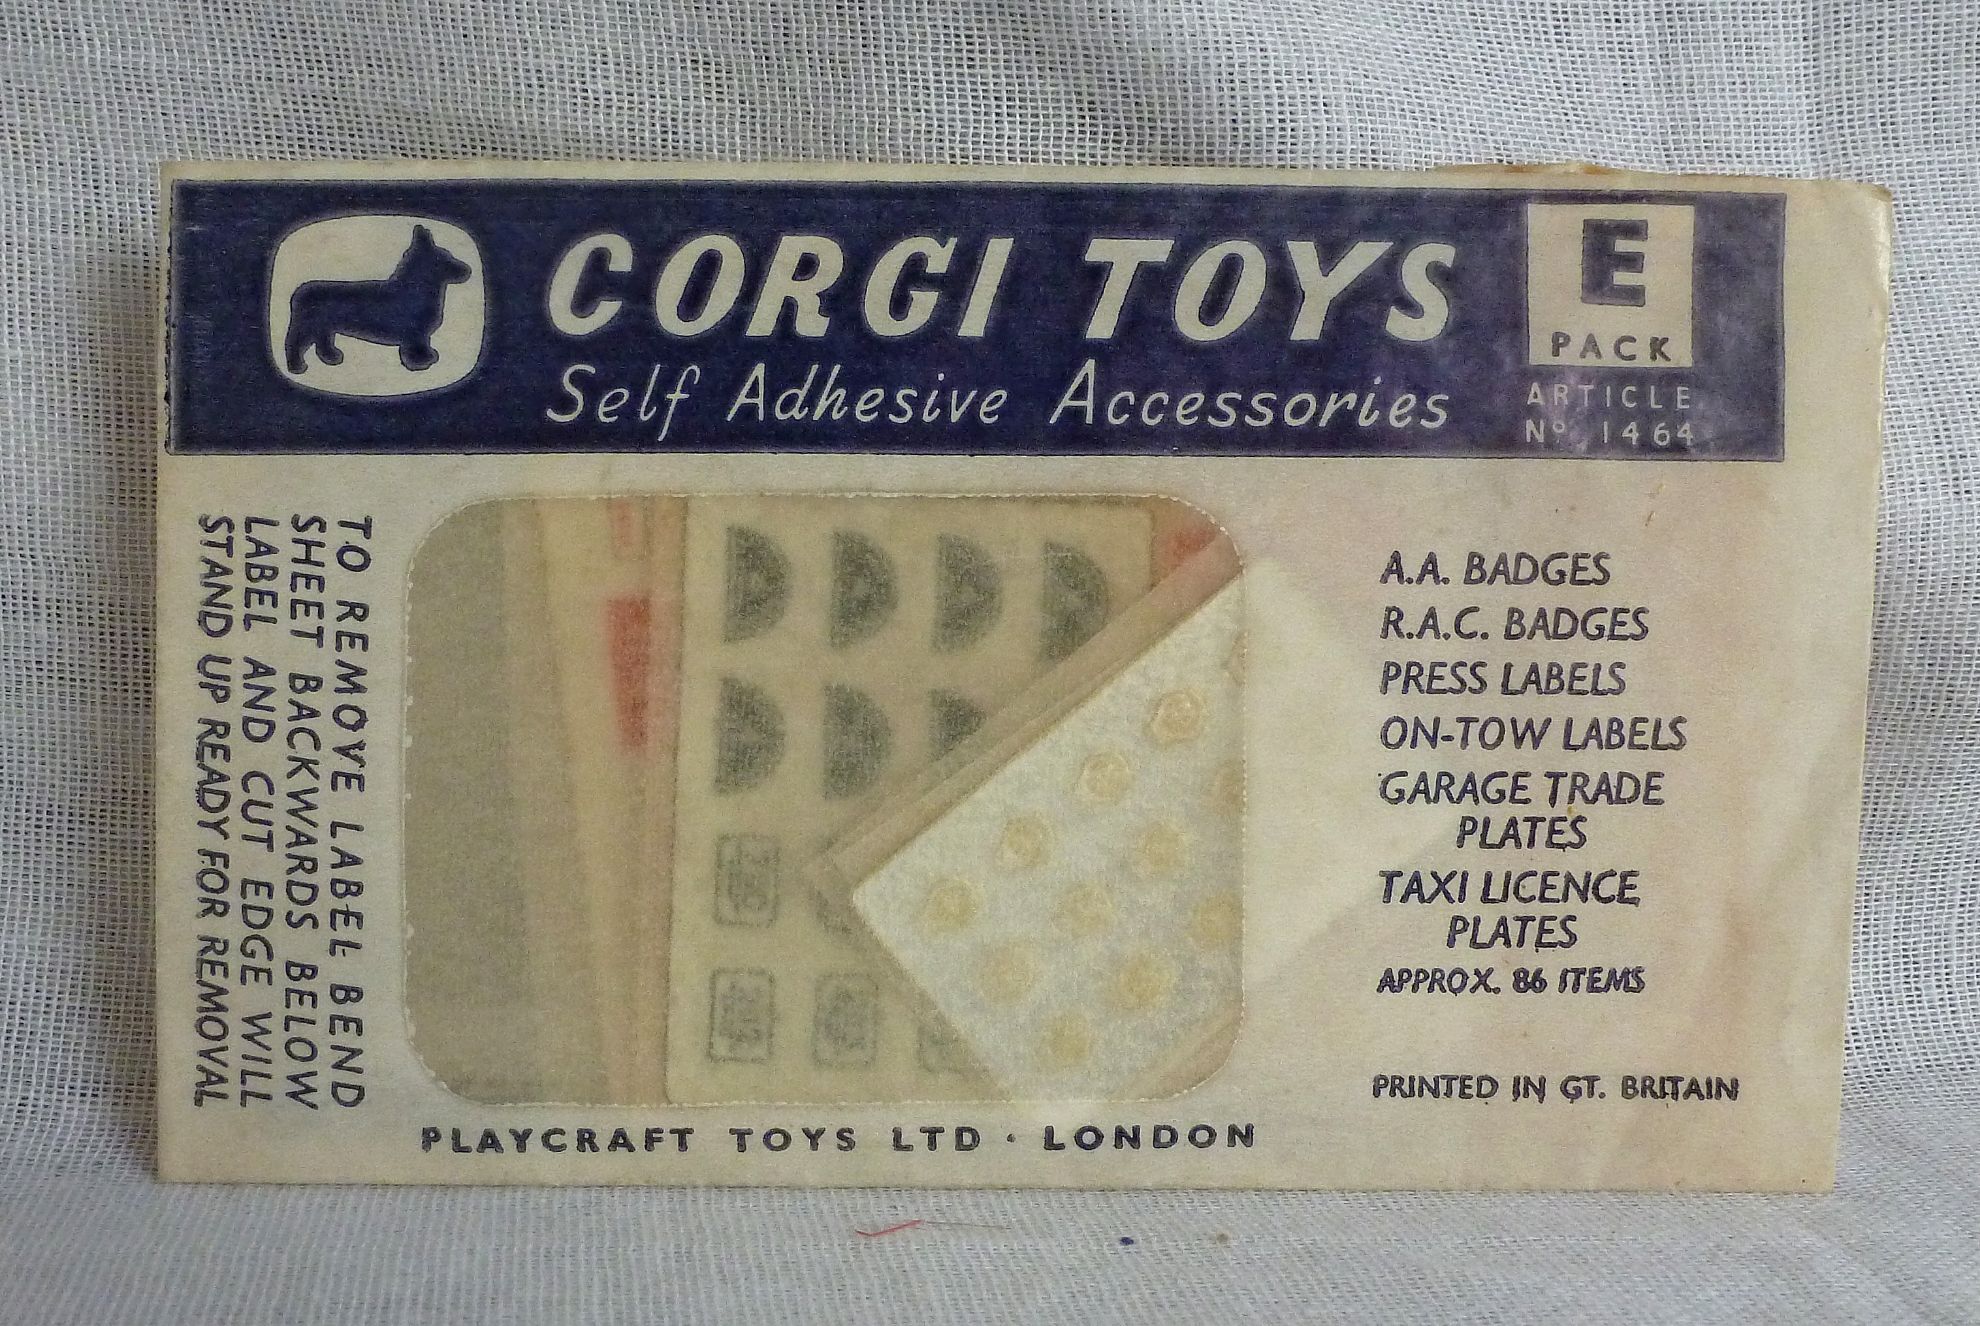 CORGI TOYS
Self Adhesive Accessories
E
PACK
ARTICLE
No. 1464
TO REMOVE LABEL BEND
SHEET BACKWARDS BELOW
LABEL AND CUT EDGE WILL
STAND UP READY FOR REMOVAL
A.A. BADGES
R.A.C. BADGES
PRESS LABELS
ON-TOW LABELS
GARAGE TRADE
PLATES
TAXI LICENCE
PLATES
APPROX. 86 ITEMS
PRINTED IN GT. BRITAIN
PLAYCRAFT TOYS LTD · LONDON